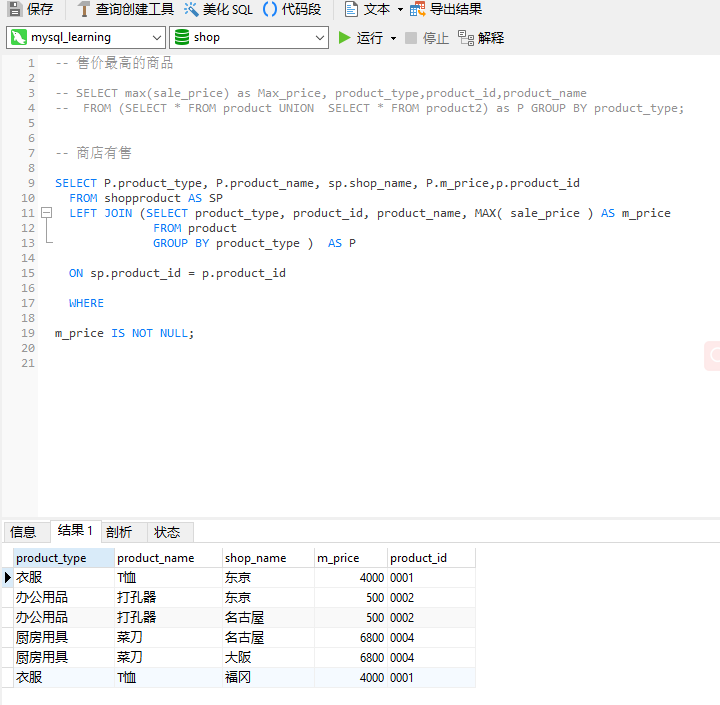 保存 查询创建工具 美化 SQL () 代码段 文本 导出结果
mysql_learning shop 运行 停止 解释
1 -- 售价最高的商品
2
3 -- SELECT max(sale_price) as Max_price, product_type,product_id,product_name
4 --  FROM (SELECT * FROM product UNION  SELECT * FROM product2) as P GROUP BY product_type;
5
6
7 -- 商店有售
8
9 SELECT P.product_type, P.product_name, sp.shop_name, P.m_price,p.product_id
10 FROM shopproduct AS SP
11 LEFT JOIN (SELECT product_type, product_id, product_name, MAX( sale_price ) AS m_price
12 FROM product
13 GROUP BY product_type )  AS P
14
15 ON sp.product_id = p.product_id
16
17 WHERE
18
19 m_price IS NOT NULL;
20
21
信息 结果 1 剖析 状态
product_type product_name shop_name m_price product_id
衣服 T恤 东京 4000 0001
办公用品 打孔器 东京 500 0002
办公用品 打孔器 名古屋 500 0002
厨房用具 菜刀 名古屋 6800 0004
厨房用具 菜刀 大阪 6800 0004
衣服 T恤 福冈 4000 0001